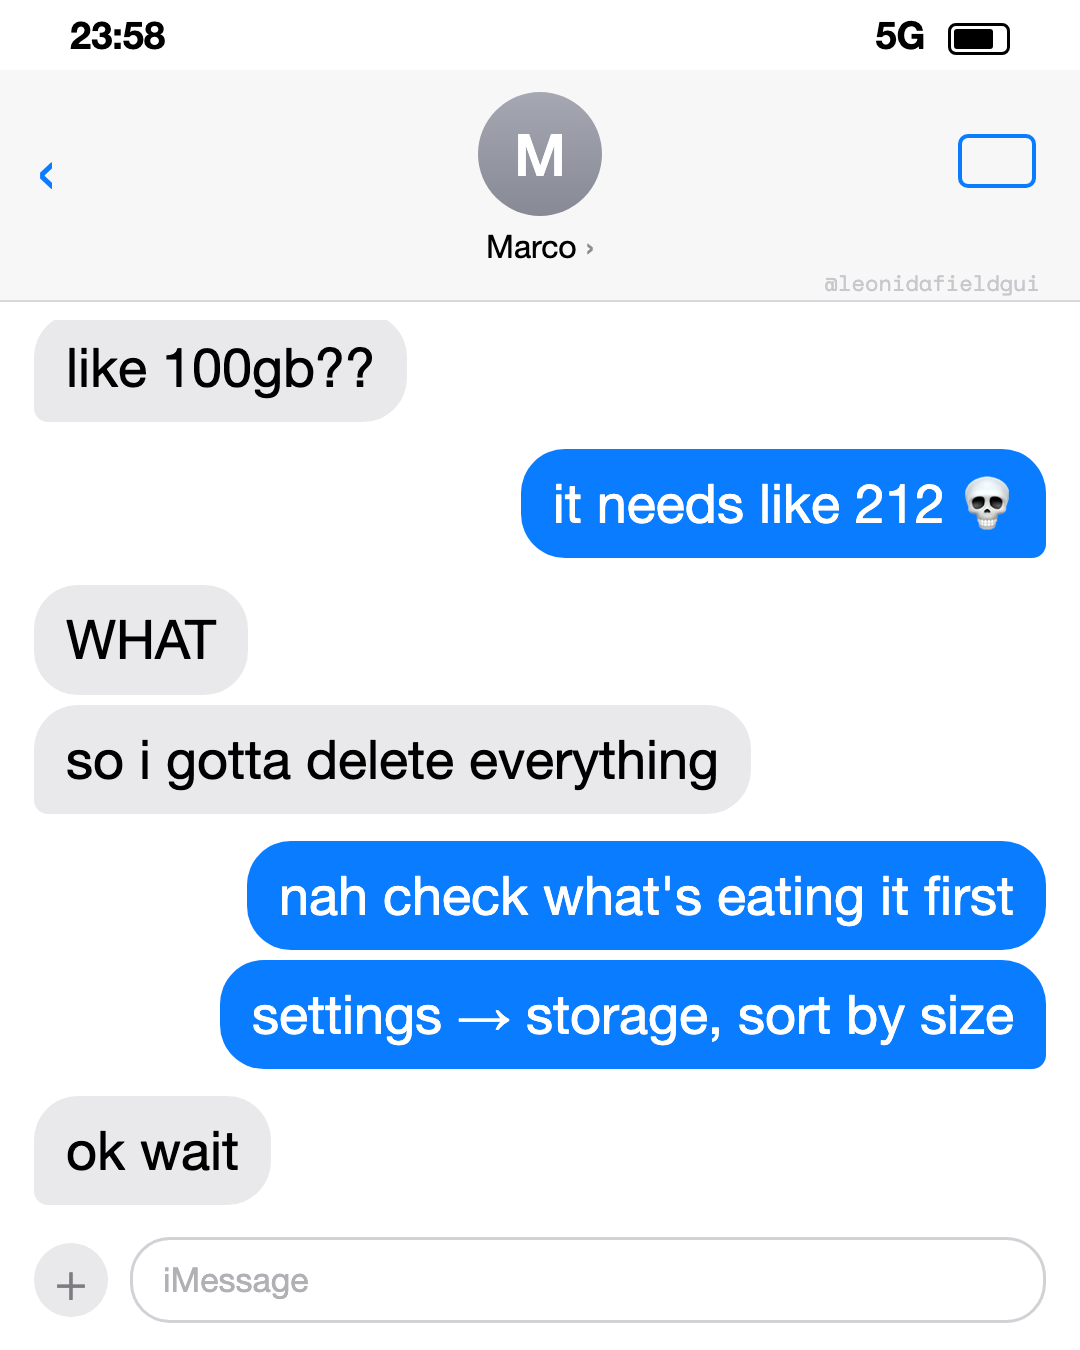 23:58
5G
M
Marco ›
@leonidafieldgui
like 100gb??
it needs like 212 💀
WHAT
so i gotta delete everything
nah check what's eating it first
settings → storage, sort by size
ok wait
+
iMessage